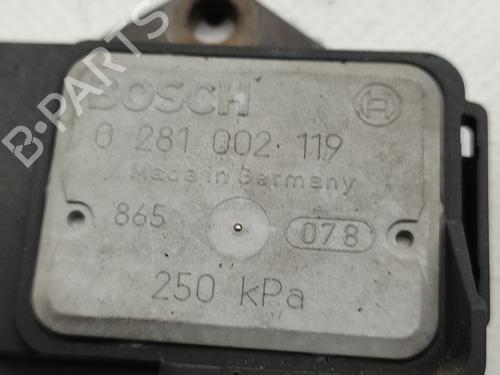 B-PARTS
BOSCH
0 281 002 119
Made in Germany
865
078
250 kPa